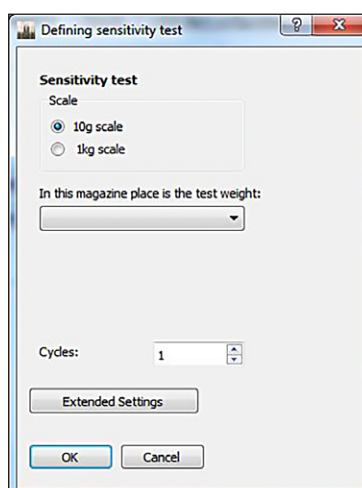 Defining sensitivity test
Sensitivity test
Scale
10g scale
1kg scale
In this magazine place is the test weight:
Cycles:
1
Extended Settings
OK
Cancel